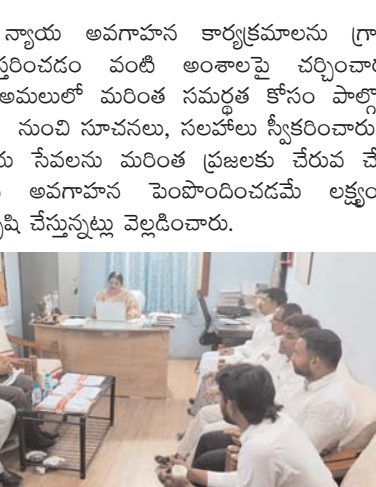 న్యాయ అవగాహన కార్యక్రమాలను గ్రా
స్తరించడం వంటి అంశాలపై చర్చించార
అమలులో మరింత సమర్థత కోసం పాల్గొ
నుంచి సూచనలు, సలహాలు స్వీకరించారు
ు సేవలను మరింత ప్రజలకు చేరువ చే
అవగాహన పెంపొందించడమే లక్ష్యం
షి చేస్తున్నట్లు వెల్లడించారు.